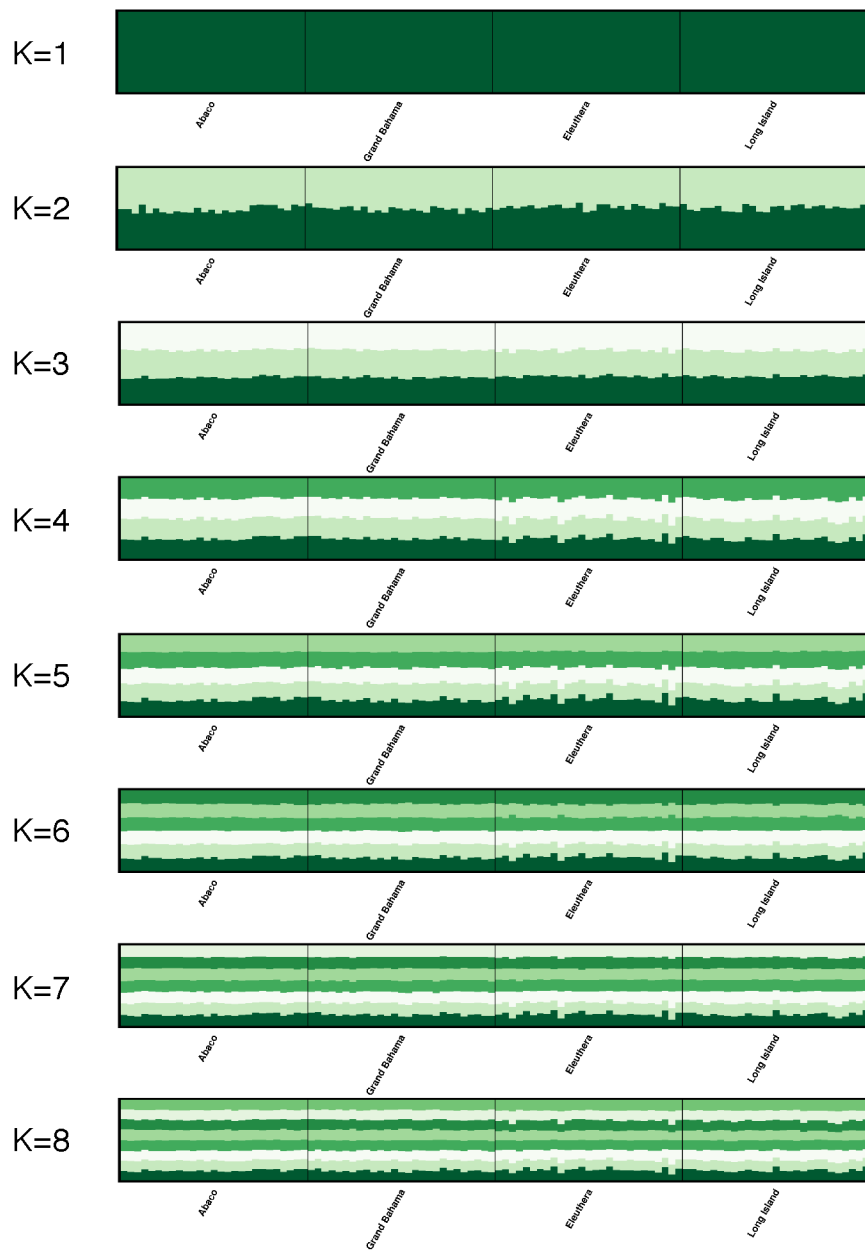 K=1
Abaco
Grand Bahama
Eleuthera
Long Island
K=2
Abaco
Grand Bahama
Eleuthera
Long Island
K=3
Abaco
Grand Bahama
Eleuthera
Long Island
K=4
Abaco
Grand Bahama
Eleuthera
Long Island
K=5
Abaco
Grand Bahama
Eleuthera
Long Island
K=6
Abaco
Grand Bahama
Eleuthera
Long Island
K=7
Abaco
Grand Bahama
Eleuthera
Long Island
K=8
Abaco
Grand Bahama
Eleuthera
Long Island